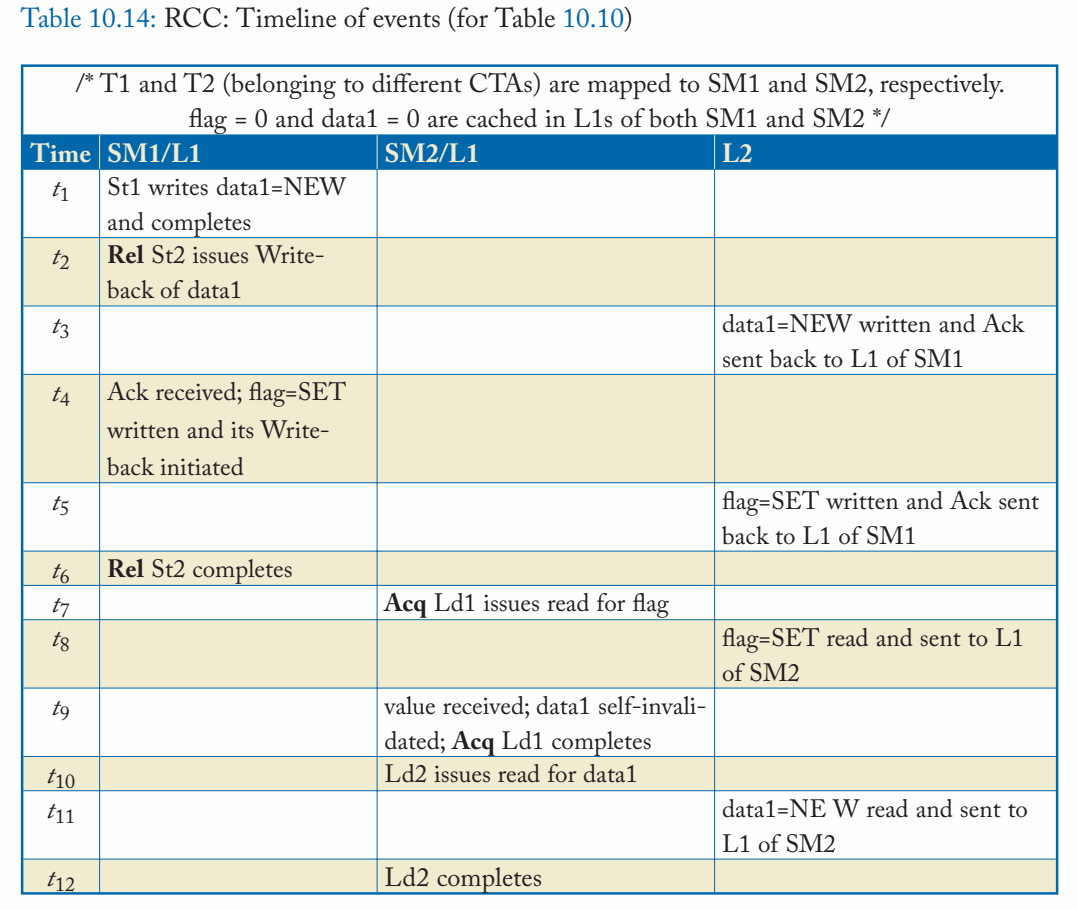 Table 10.14: RCC: Timeline of events (for Table 10.10)
/* T1 and T2 (belonging to different CTAs) are mapped to SM1 and SM2, respectively.
flag = 0 and data1 = 0 are cached in L1s of both SM1 and SM2 */
Time SM1/L1 SM2/L1 L2
t1 St1 writes data1=NEW
and completes
t2 Rel St2 issues Write-
back of data1
t3 data1=NEW written and Ack
sent back to L1 of SM1
t4 Ack received; flag=SET
written and its Write-
back initiated
t5 flag=SET written and Ack sent
back to L1 of SM1
t6 Rel St2 completes
t7 Acq Ld1 issues read for flag
t8 flag=SET read and sent to L1
of SM2
t9 value received; data1 self-invali-
dated; Acq Ld1 completes
t10 Ld2 issues read for data1
t11 data1=NE W read and sent to
L1 of SM2
t12 Ld2 completes